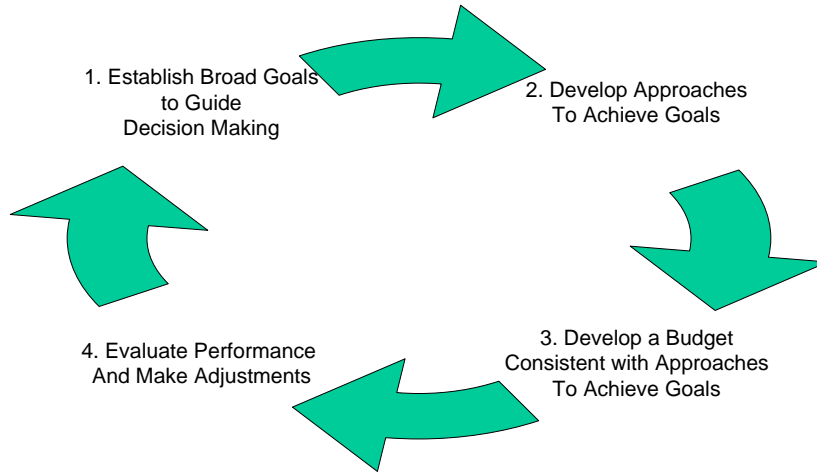 1. Establish Broad Goals
to Guide
Decision Making
2. Develop Approaches
To Achieve Goals
3. Develop a Budget
Consistent with Approaches
To Achieve Goals
4. Evaluate Performance
And Make Adjustments